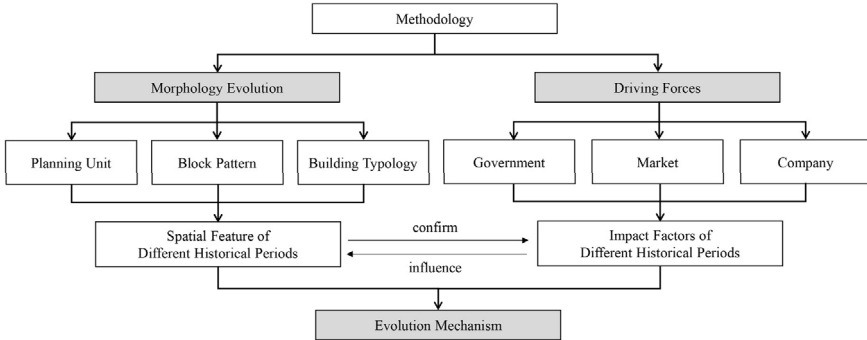 Methodology
Morphology Evolution
Driving Forces
Planning Unit
Block Pattern
Building Typology
Government
Market
Company
Spatial Feature of
Different Historical Periods
confirm
influence
Impact Factors of
Different Historical Periods
Evolution Mechanism